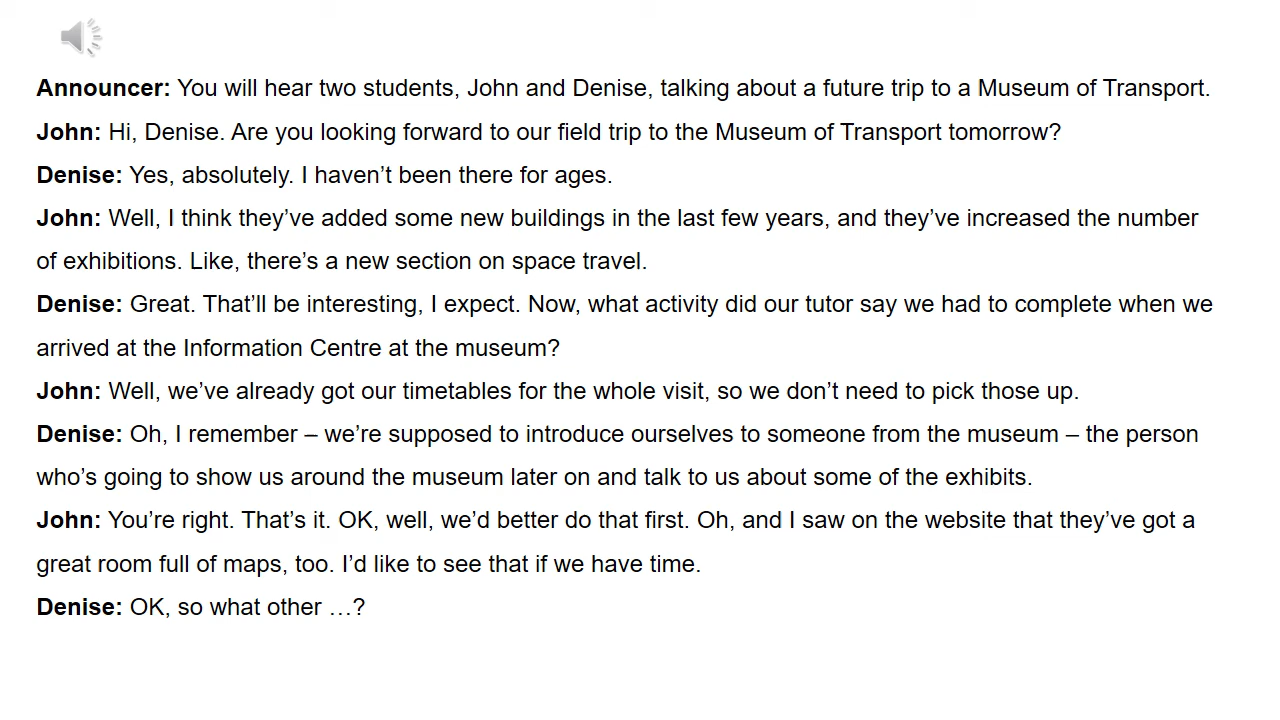 Announcer: You will hear two students, John and Denise, talking about a future trip to a Museum of Transport.
John: Hi, Denise. Are you looking forward to our field trip to the Museum of Transport tomorrow?
Denise: Yes, absolutely. I haven’t been there for ages.
John: Well, I think they’ve added some new buildings in the last few years, and they’ve increased the number
of exhibitions. Like, there’s a new section on space travel.
Denise: Great. That’ll be interesting, I expect. Now, what activity did our tutor say we had to complete when we
arrived at the Information Centre at the museum?
John: Well, we’ve already got our timetables for the whole visit, so we don’t need to pick those up.
Denise: Oh, I remember – we’re supposed to introduce ourselves to someone from the museum – the person
who’s going to show us around the museum later on and talk to us about some of the exhibits.
John: You’re right. That’s it. OK, well, we’d better do that first. Oh, and I saw on the website that they’ve got a
great room full of maps, too. I’d like to see that if we have time.
Denise: OK, so what other …?